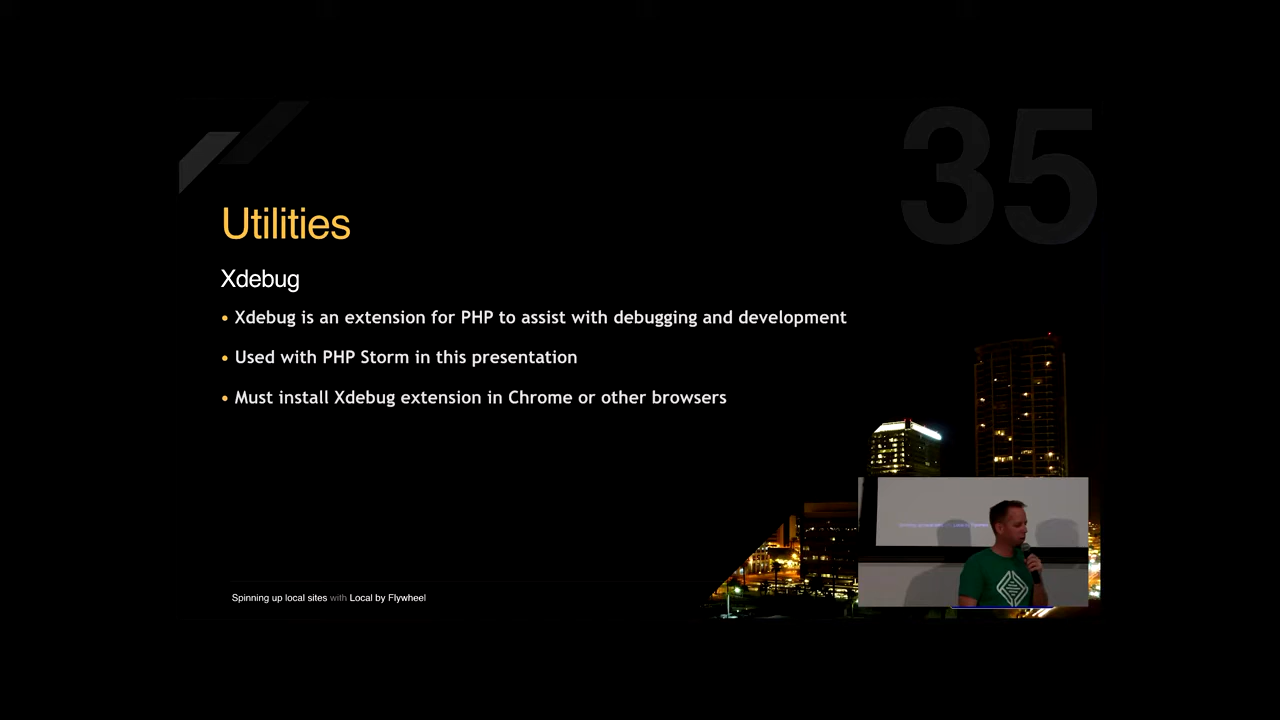 35
Utilities
Xdebug
• Xdebug is an extension for PHP to assist with debugging and development
• Used with PHP Storm in this presentation
• Must install Xdebug extension in Chrome or other browsers
Spinning up local sites with Local by Flywheel